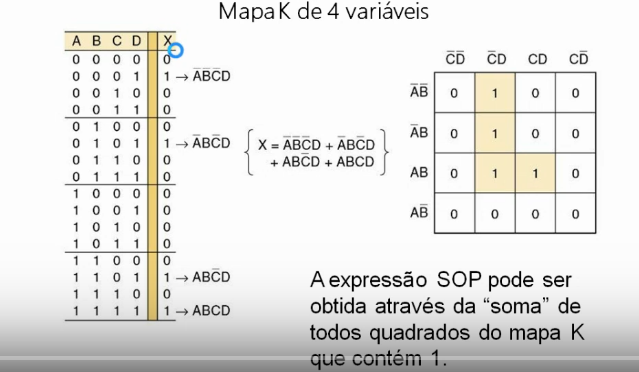 Mapa K de 4 variáveis
A B C D X
0 0 0 0 0
0 0 0 1 1 → A̅B̅C̅D
0 0 1 0 0
0 0 1 1 0
0 1 0 0 0
0 1 0 1 1 → A̅BC̅D
0 1 1 0 0
0 1 1 1 0
1 0 0 0 0
1 0 0 1 0
1 0 1 0 0
1 0 1 1 0
1 1 0 0 0
1 1 0 1 1 → ABC̅D
1 1 1 0 0
1 1 1 1 1 → ABCD
X = A̅B̅C̅D + A̅BC̅D
+ ABC̅D + ABCD
C̅D̅ C̅D CD CD̅
A̅B̅ 0 1 0 0
A̅B 0 1 0 0
AB 0 1 1 0
AB̅ 0 0 0 0
A expressão SOP pode ser
obtida através da “soma” de
todos quadrados do mapa K
que contém 1.